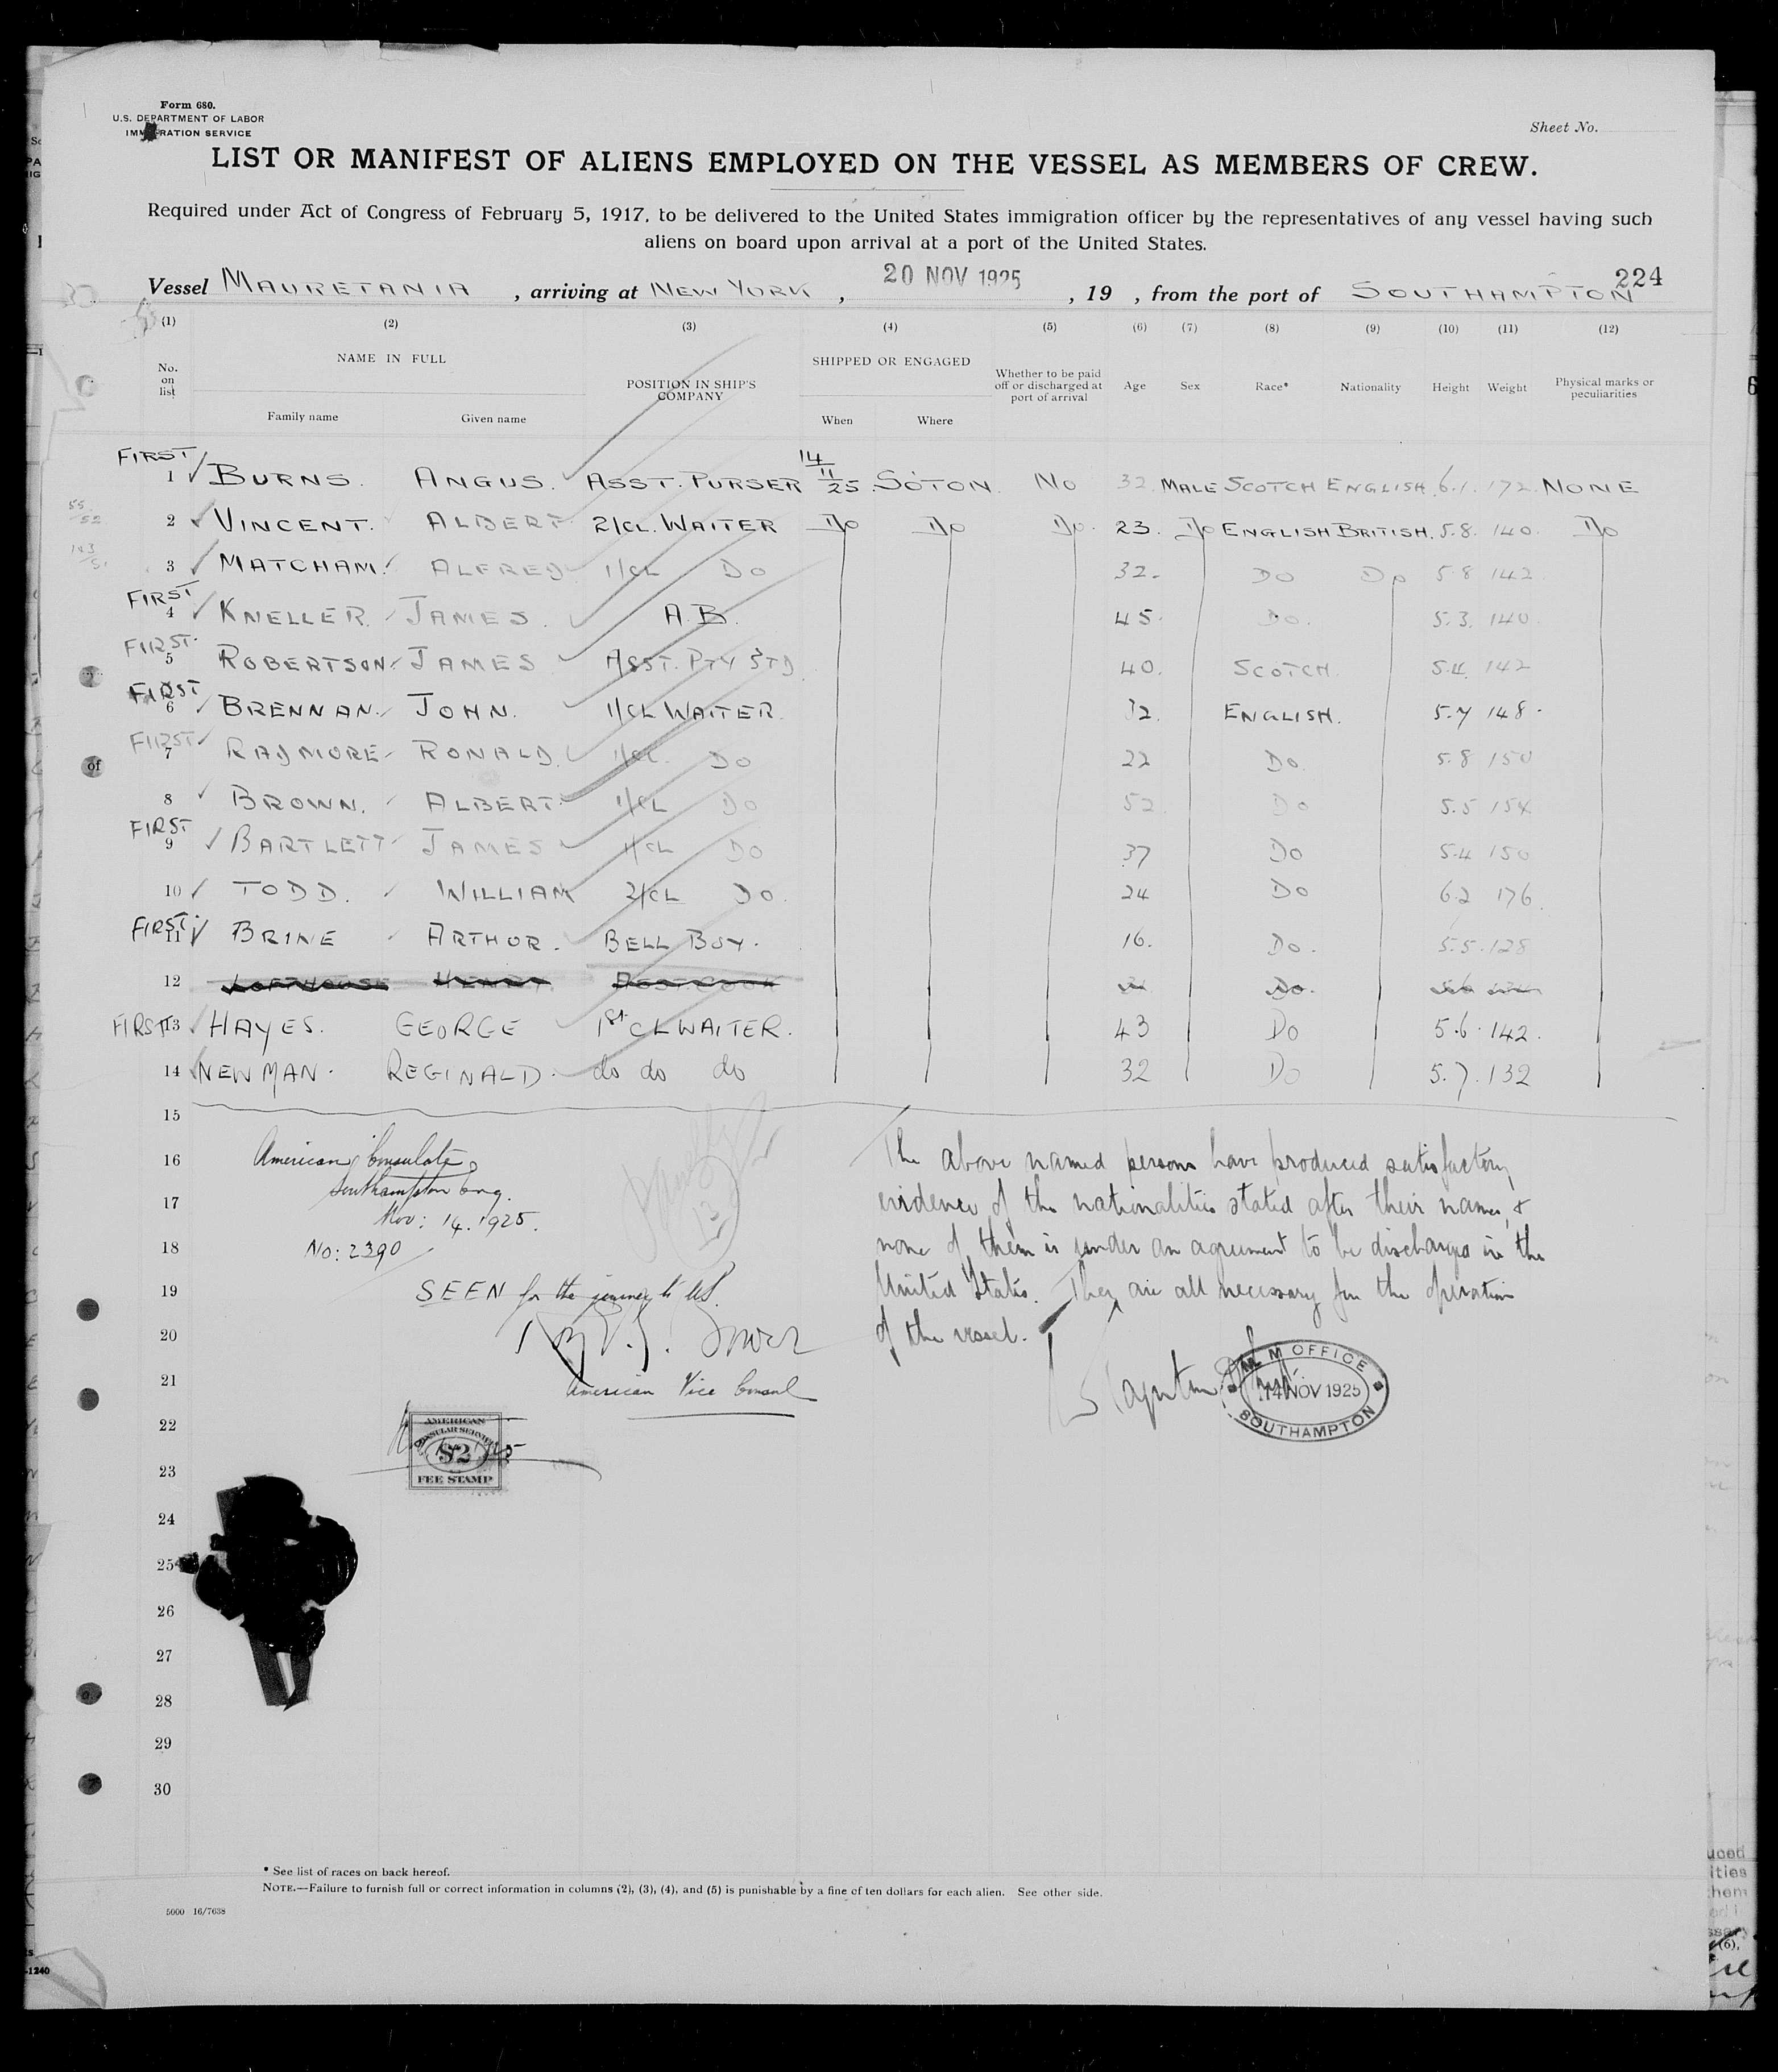 Form 680.
U.S. DEPARTMENT OF LABOR
IMMIGRATION SERVICE
Sheet No.
LIST OR MANIFEST OF ALIENS EMPLOYED ON THE VESSEL AS MEMBERS OF CREW.
Required under Act of Congress of February 5, 1917, to be delivered to the United States immigration officer by the representatives of any vessel having such
aliens on board upon arrival at a port of the United States.
224
Vessel MAURETANIA, arriving at NEW YORK, 20 NOV 1925, 19 , from the port of SOUTHAMPTON
(1) (2) (3) (4) (5) (6) (7) (8) (9) (10) (11) (12)
No. on list
NAME IN FULL
Family name Given name
POSITION IN SHIP'S COMPANY
SHIPPED OR ENGAGED
When Where
Whether to be paid off or discharged at port of arrival
Age Sex Race* Nationality Height Weight
Physical marks or peculiarities
FIRST 1 BURNS. ANGUS. ASST. PURSER 14/11/25. SOTON. NO 32. MALE SCOTCH ENGLISH. 6.1. 172. NONE
2 VINCENT. ALBERT 2/CL. WAITER DO DO DO. 23. DO ENGLISH BRITISH. 5.8. 140. DO
3 MATCHAM. ALFRED 1/CL DO 32. DO DO 5.8 142.
FIRST 4 KNELLER. JAMES. A.B. 45. DO. 5.3. 140
FIRST. 5 ROBERTSON. JAMES ASST. PTY STD. 40. SCOTCH. 5.4. 142
FIRST 6 BRENNAN. JOHN. 1/CL WAITER. 32. ENGLISH. 5.7 148.
FIRST 7 RADMORE RONALD. 1/CL. DO 22 DO. 5.8 150
8 BROWN. ALBERT. 1/CL DO 52 DO 5.5 154
FIRST 9 BARTLETT JAMES 1/CL DO 37 DO 5.4 150
10 TODD. WILLIAM 2/CL DO. 24 DO 6.2 176.
FIRST. 11 BRINE ARTHUR. BELL BOY. 16. DO. 5.5. 128
12 LOFTHOUSE HENRY DO.
FIRST 13 HAYES. GEORGE 1st CL WAITER. 43 DO 5.6. 142.
14 NEWMAN. REGINALD. do do do 32 DO 5.7. 132
15
16
17
18
19
20
21
22
23
24
25
26
27
28
29
30
American Consulate
Southampton Eng.
Nov: 14. 1925.
No: 2390
SEEN for the journey to US.
American Vice Consul
AMERICAN
CONSULAR SERVICE
$2
FEE STAMP
The above named persons have produced satisfactory
evidence of the nationalities stated after their names, &
none of them is under an agreement to be discharged in the
United States. They are all necessary for the operation
of the vessel.
M M OFFICE
14 NOV 1925
SOUTHAMPTON
* See list of races on back hereof.
NOTE.—Failure to furnish full or correct information in columns (2), (3), (4), and (5) is punishable by a fine of ten dollars for each alien. See other side.
5000 16/7638